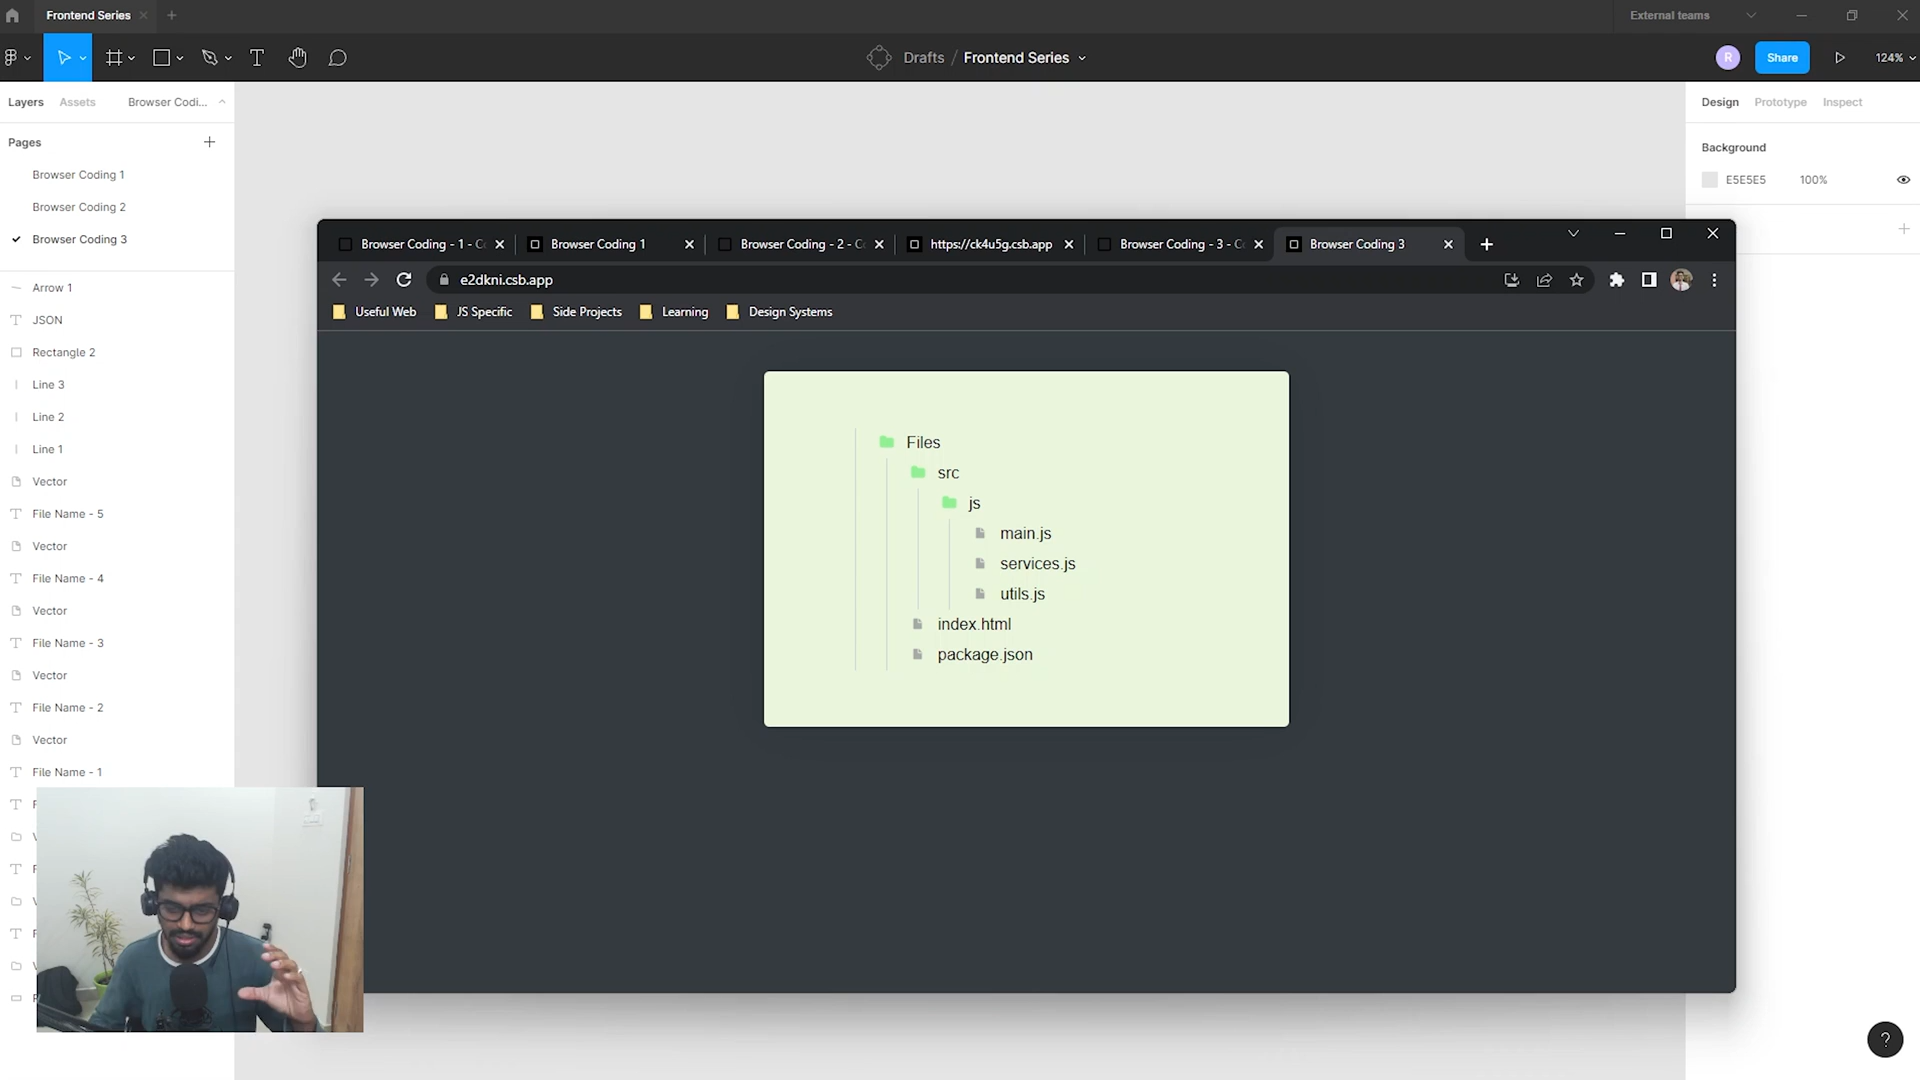 Frontend Series
External teams
Drafts / Frontend Series
R
Share
124%
Layers
Assets
Browser Codi...
Design
Prototype
Inspect
Pages
Background
Browser Coding 1
E5E5E5
100%
Browser Coding 2
Browser Coding 3
Browser Coding - 1 - C
Browser Coding 1
Browser Coding - 2 - C
https://ck4u5g.csb.app
Browser Coding - 3 - C
Browser Coding 3
e2dkni.csb.app
Useful Web
JS Specific
Side Projects
Learning
Design Systems
Arrow 1
JSON
Rectangle 2
Line 3
Line 2
Line 1
Vector
File Name - 5
Vector
File Name - 4
Vector
File Name - 3
Vector
File Name - 2
Vector
File Name - 1
Files
src
js
main.js
services.js
utils.js
index.html
package.json
?